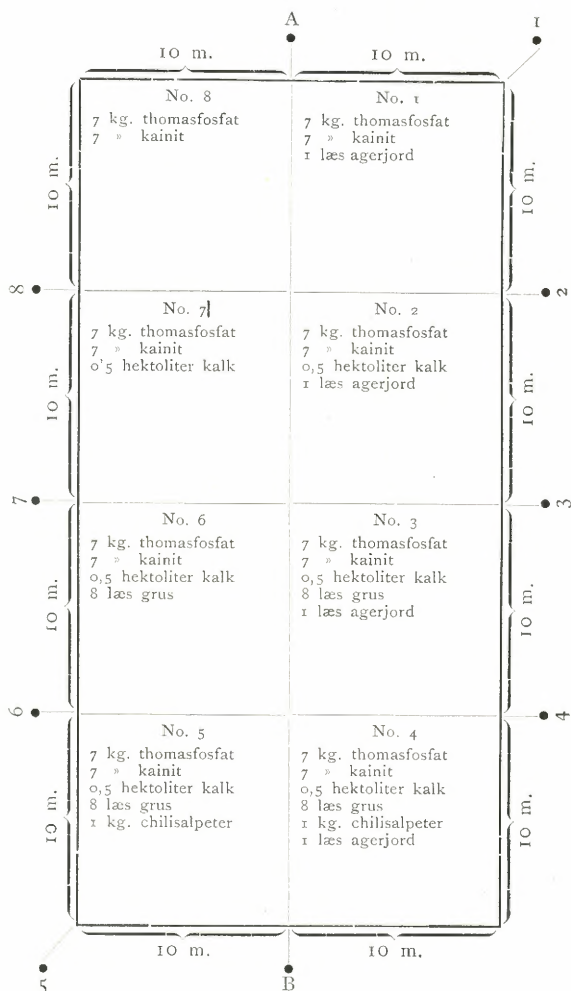 A
1
10 m.
10 m.
No. 8
7 kg. thomasfosfat
7 » kainit
No. 1
7 kg. thomasfosfat
7 » kainit
1 læs agerjord
10 m.
10 m.
8
2
No. 7
7 kg. thomasfosfat
7 » kainit
0'5 hektoliter kalk
No. 2
7 kg. thomasfosfat
7 » kainit
0,5 hektoliter kalk
1 læs agerjord
10 m.
10 m.
7
3
No. 6
7 kg. thomasfosfat
7 » kainit
0,5 hektoliter kalk
8 læs grus
No. 3
7 kg. thomasfosfat
7 » kainit
0,5 hektoliter kalk
8 læs grus
1 læs agerjord
10 m.
10 m.
6
4
No. 5
7 kg. thomasfosfat
7 » kainit
0,5 hektoliter kalk
8 læs grus
1 kg. chilisalpeter
No. 4
7 kg. thomasfosfat
7 » kainit
0,5 hektoliter kalk
8 læs grus
1 kg. chilisalpeter
1 læs agerjord
10 m.
10 m.
10 m.
10 m.
5
B